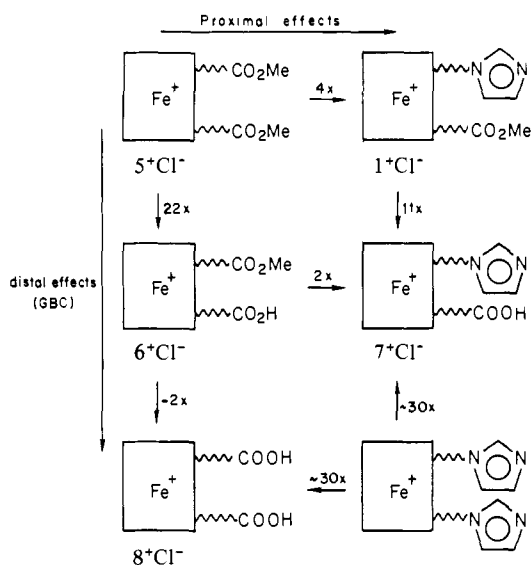 Proximal effects
CO₂Me
Fe⁺
CO₂Me
5⁺Cl⁻
4x
N N
Fe⁺
CO₂Me
1⁺Cl⁻
22x
11x
distal effects
(GBC)
CO₂Me
Fe⁺
CO₂H
6⁺Cl⁻
2x
N N
Fe⁺
COOH
7⁺Cl⁻
~2x
~30x
COOH
Fe⁺
COOH
8⁺Cl⁻
~30x
N N
Fe⁺
N N